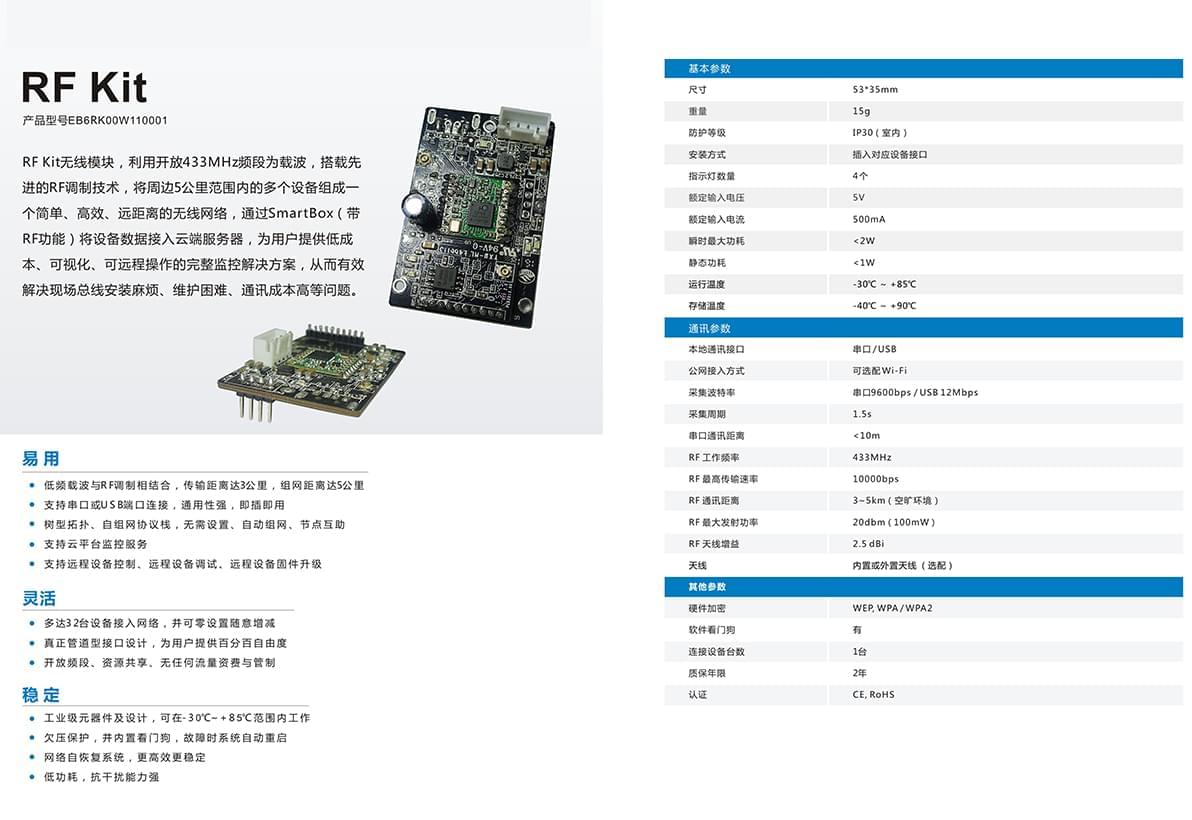 RF Kit
产品型号EB6RK00W110001
RF Kit无线模块，利用开放433MHz频段为载波，搭载先
进的RF调制技术，将周边5公里范围内的多个设备组成一
个简单、高效、远距离的无线网络，通过SmartBox（带
RF功能）将设备数据接入云端服务器，为用户提供低成
本、可视化、可远程操作的完整监控解决方案，从而有效
解决现场总线安装麻烦、维护困难、通讯成本高等问题。
94V-0
易用
低频载波与RF调制相结合，传输距离达3公里，组网距离达5公里
支持串口或USB端口连接，通用性强，即插即用
树型拓扑、自组网协议栈，无需设置、自动组网、节点互助
支持云平台监控服务
支持远程设备控制、远程设备调试、远程设备固件升级
灵活
多达32台设备接入网络，并可零设置随意增减
真正管道型接口设计，为用户提供百分百自由度
开放频段、资源共享、无任何流量资费与管制
稳定
工业级元器件及设计，可在-30℃~+85℃范围内工作
欠压保护，并内置看门狗，故障时系统自动重启
网络自恢复系统，更高效更稳定
低功耗，抗干扰能力强
基本参数
尺寸 53*35mm
重量 15g
防护等级 IP30（室内）
安装方式 插入对应设备接口
指示灯数量 4个
额定输入电压 5V
额定输入电流 500mA
瞬时最大功耗 <2W
静态功耗 <1W
运行温度 -30℃ ~ +85℃
存储温度 -40℃ ~ +90℃
通讯参数
本地通讯接口 串口/USB
公网接入方式 可选配Wi-Fi
采集波特率 串口9600bps / USB 12Mbps
采集周期 1.5s
串口通讯距离 <10m
RF 工作频率 433MHz
RF 最高传输速率 10000bps
RF 通讯距离 3~5km（空旷环境）
RF 最大发射功率 20dbm（100mW）
RF 天线增益 2.5 dBi
天线 内置或外置天线（选配）
其他参数
硬件加密 WEP, WPA / WPA2
软件看门狗 有
连接设备台数 1台
质保年限 2年
认证 CE, RoHS